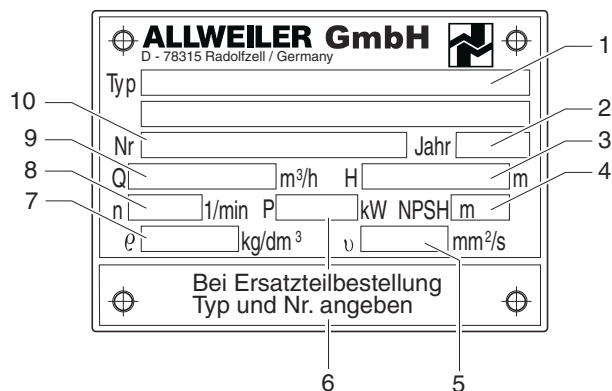 ALLWEILER GmbH
D - 78315 Radolfzell / Germany
Typ 1
10 Nr Jahr 2
9 Q m³/h H m 3
8 n 1/min P kW NPSH m 4
7 ϱ kg/dm³ υ mm²/s
Bei Ersatzteilbestellung
Typ und Nr. angeben
6 5